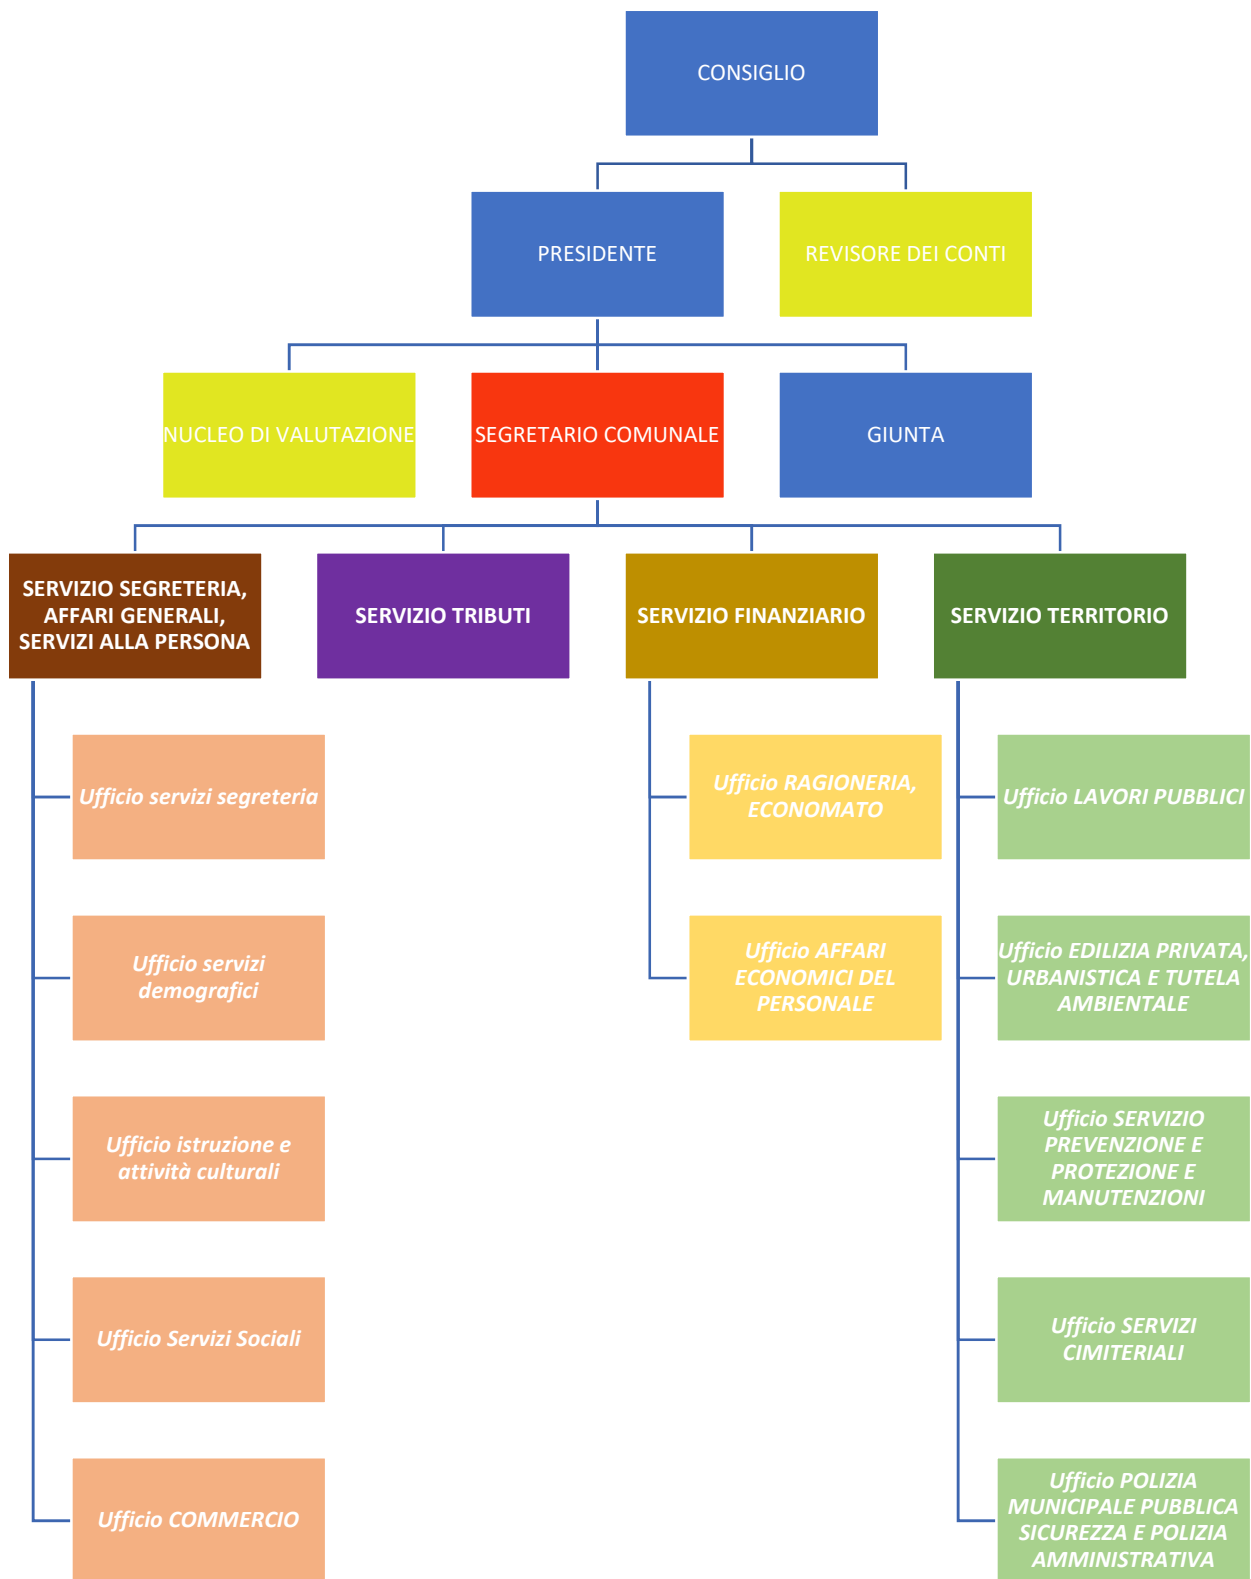 CONSIGLIO
PRESIDENTE
REVISORE DEI CONTI
NUCLEO DI VALUTAZIONE
SEGRETARIO COMUNALE
GIUNTA
SERVIZIO SEGRETERIA,
AFFARI GENERALI,
SERVIZI ALLA PERSONA
SERVIZIO TRIBUTI
SERVIZIO FINANZIARIO
SERVIZIO TERRITORIO
Ufficio servizi segreteria
Ufficio servizi
demografici
Ufficio istruzione e
attività culturali
Ufficio Servizi Sociali
Ufficio COMMERCIO
Ufficio RAGIONERIA,
ECONOMATO
Ufficio AFFARI
ECONOMICI DEL
PERSONALE
Ufficio LAVORI PUBBLICI
Ufficio EDILIZIA PRIVATA,
URBANISTICA E TUTELA
AMBIENTALE
Ufficio SERVIZIO
PREVENZIONE E
PROTEZIONE E
MANUTENZIONI
Ufficio SERVIZI
CIMITERIALI
Ufficio POLIZIA
MUNICIPALE PUBBLICA
SICUREZZA E POLIZIA
AMMINISTRATIVA